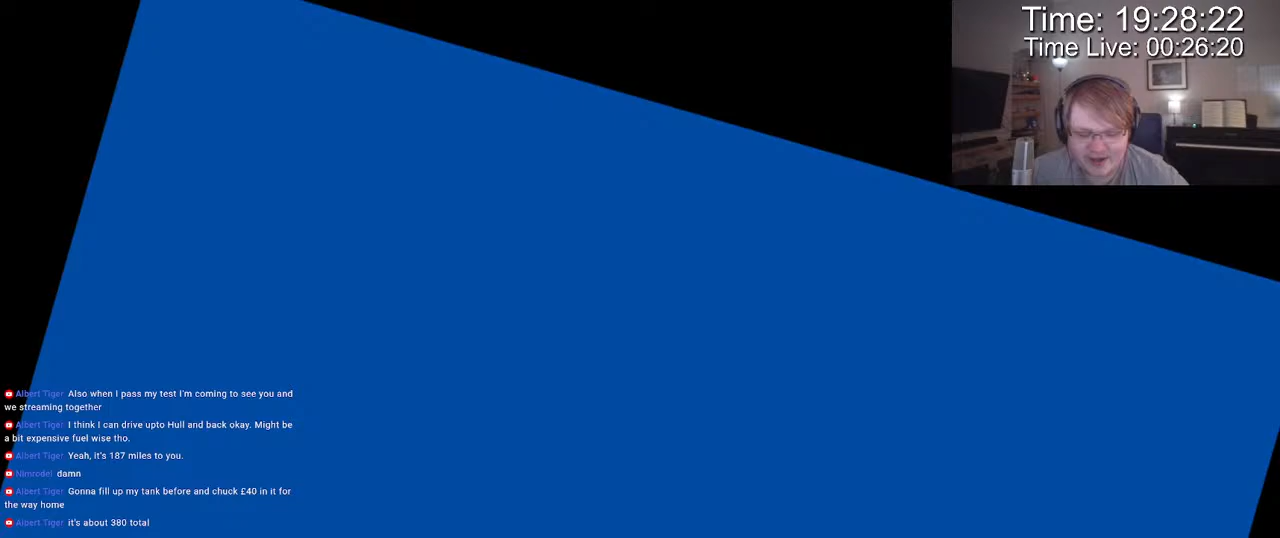 Time: 19:28:22
Time Live: 00:26:20
Albert Tiger Also when I pass my test I'm coming to see you and
we streaming together
Albert Tiger I think I can drive upto Hull and back okay. Might be
a bit expensive fuel wise tho.
Albert Tiger Yeah, it's 187 miles to you.
Nimrodel damn
Albert Tiger Gonna fill up my tank before and chuck £40 in it for
the way home
Albert Tiger it's about 380 total